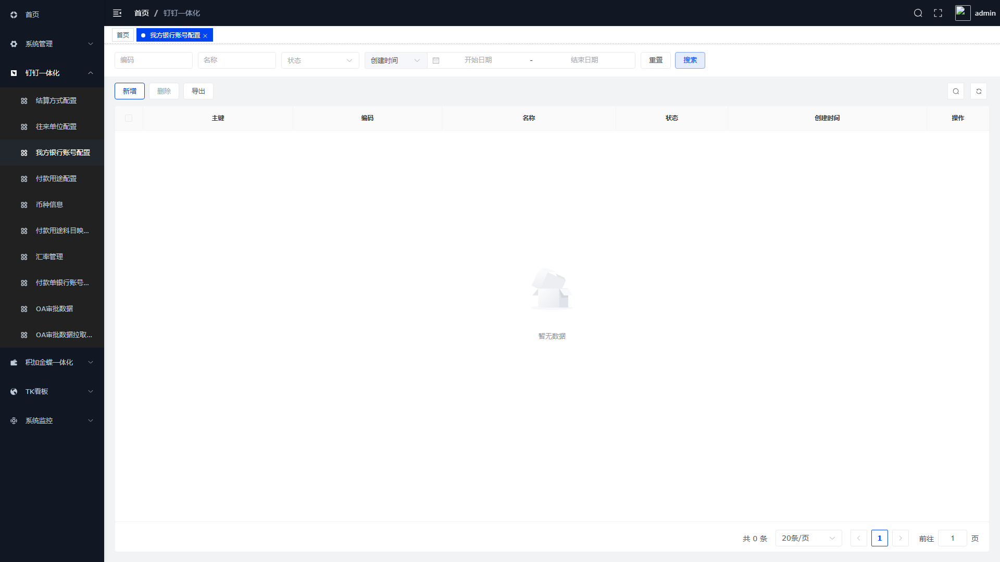 首页
系统管理
钉钉一体化
结算方式配置
往来单位配置
我方银行账号配置
付款用途配置
币种信息
付款用途科目映...
汇率管理
付款单银行账号...
OA审批数据
OA审批数据拉取...
积加金蝶一体化
TK看板
系统监控
首页 / 钉钉一体化
admin
首页 我方银行账号配置
编码 名称 状态 创建时间 开始日期 - 结束日期 重置 搜索
新增 删除 导出
主键 编码 名称 状态 创建时间 操作
暂无数据
共 0 条 20条/页 1 前往 1 页